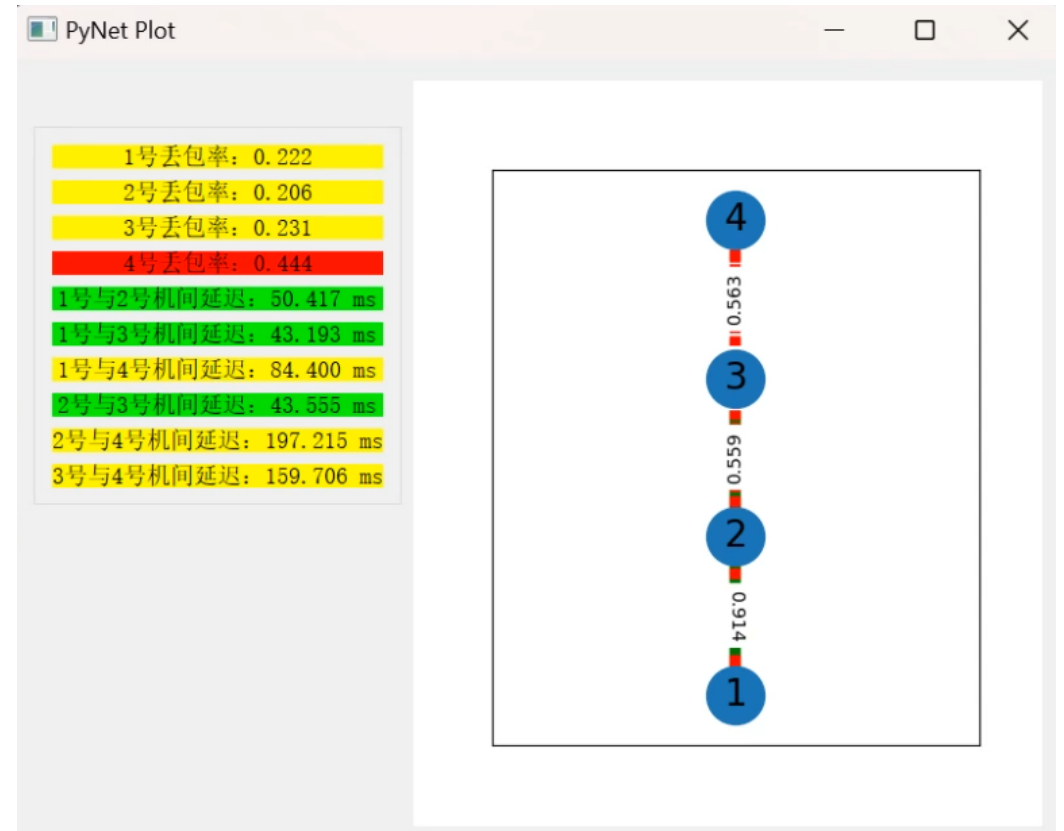 PyNet Plot
1号丢包率: 0.222
2号丢包率: 0.206
3号丢包率: 0.231
4号丢包率: 0.444
1号与2号机间延迟: 50.417 ms
1号与3号机间延迟: 43.193 ms
1号与4号机间延迟: 84.400 ms
2号与3号机间延迟: 43.555 ms
2号与4号机间延迟: 197.215 ms
3号与4号机间延迟: 159.706 ms
4
0.563
3
0.559
2
0.914
1